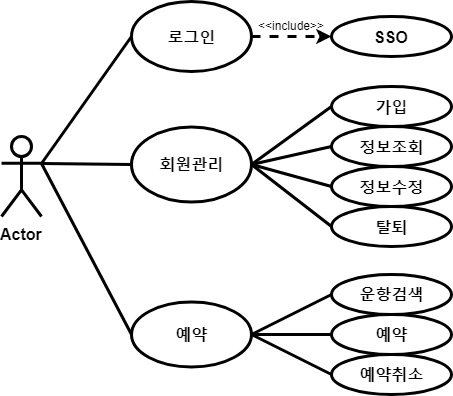 로그인
<<include>>
SSO
가입
회원관리
정보조회
정보수정
탈퇴
Actor
운항검색
예약
예약
예약취소